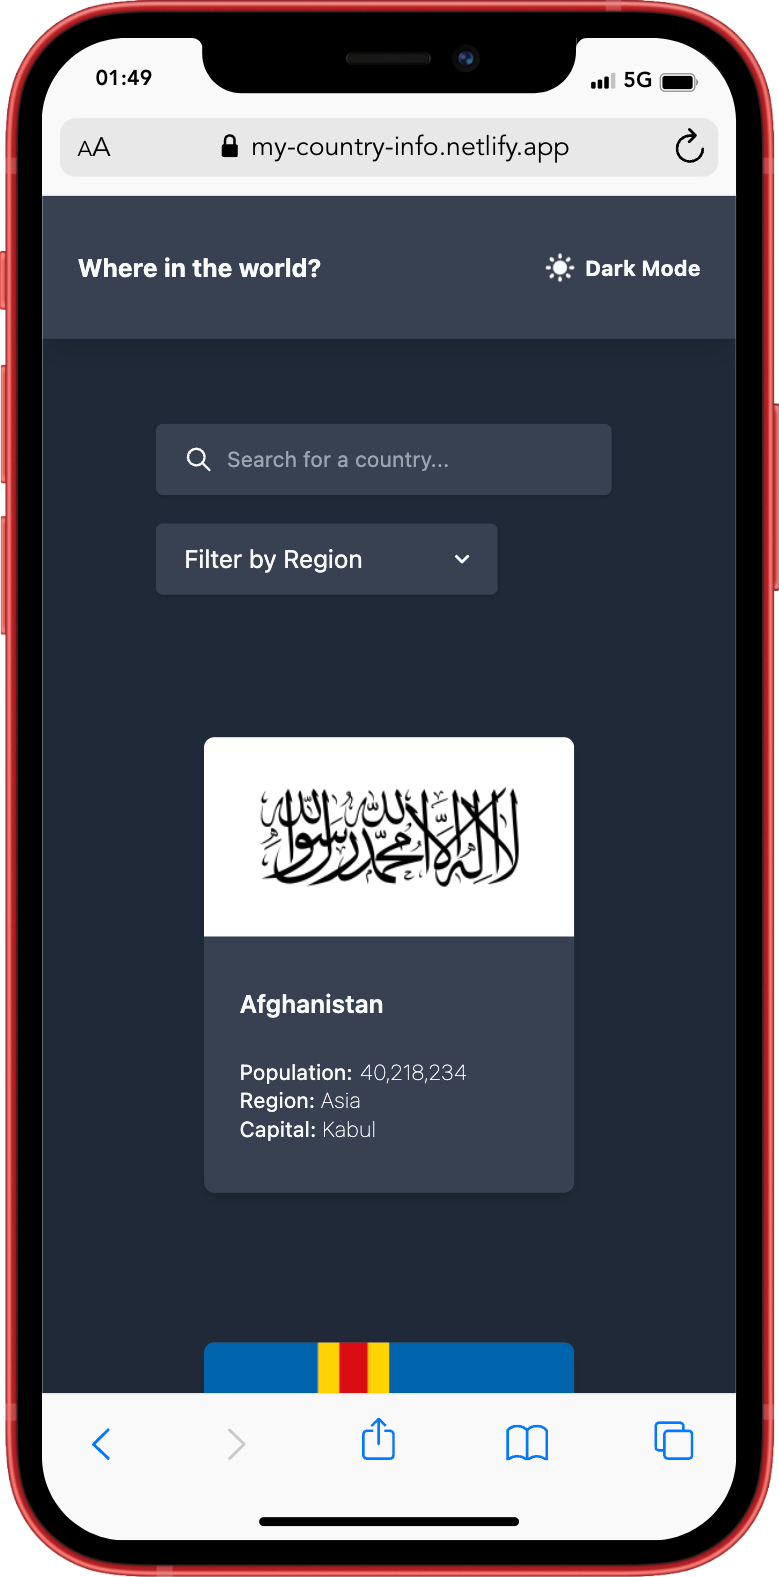 01:49
5G
AA
my-country-info.netlify.app
Where in the world?
Dark Mode
Search for a country...
Filter by Region
لا إله إلا الله محمد رسول الله
Afghanistan
Population: 40,218,234
Region: Asia
Capital: Kabul